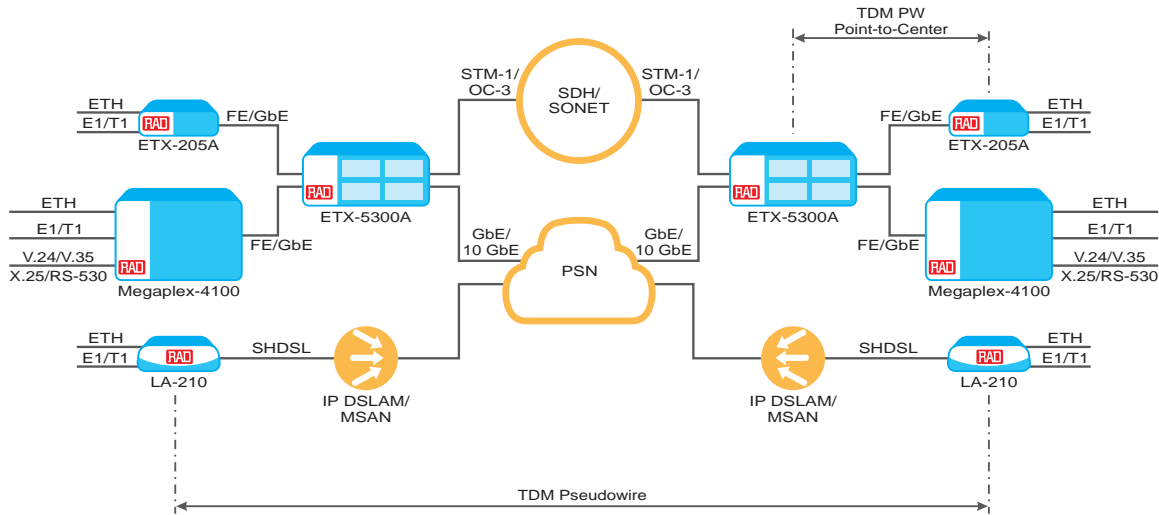 TDM PW
Point-to-Center
STM-1/
OC-3
SDH/
SONET
STM-1/
OC-3
ETH
E1/T1
RAD
ETX-205A
FE/GbE
FE/GbE
RAD
ETX-205A
ETH
E1/T1
RAD
ETX-5300A
RAD
ETX-5300A
ETH
E1/T1
V.24/V.35
X.25/RS-530
RAD
Megaplex-4100
FE/GbE
GbE/
10 GbE
PSN
GbE/
10 GbE
FE/GbE
RAD
Megaplex-4100
ETH
E1/T1
V.24/V.35
X.25/RS-530
ETH
E1/T1
RAD
LA-210
SHDSL
IP DSLAM/
MSAN
IP DSLAM/
MSAN
SHDSL
RAD
LA-210
ETH
E1/T1
TDM Pseudowire